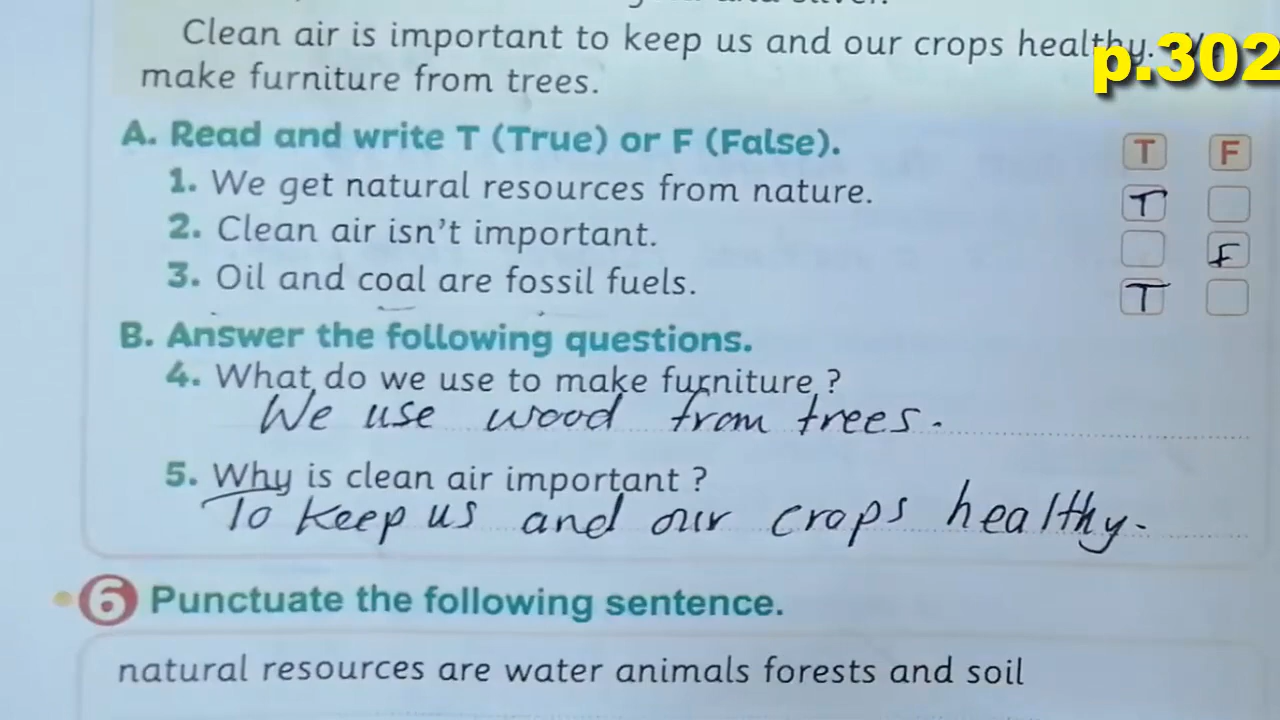 Clean air is important to keep us and our crops healthy.
p.302
make furniture from trees.
A. Read and write T (True) or F (False).
T F
1. We get natural resources from nature.
T
2. Clean air isn't important.
F
3. Oil and coal are fossil fuels.
T
B. Answer the following questions.
4. What do we use to make furniture ?
We use wood from trees.
5. Why is clean air important ?
To keep us and our crops healthy.
6 Punctuate the following sentence.
natural resources are water animals forests and soil